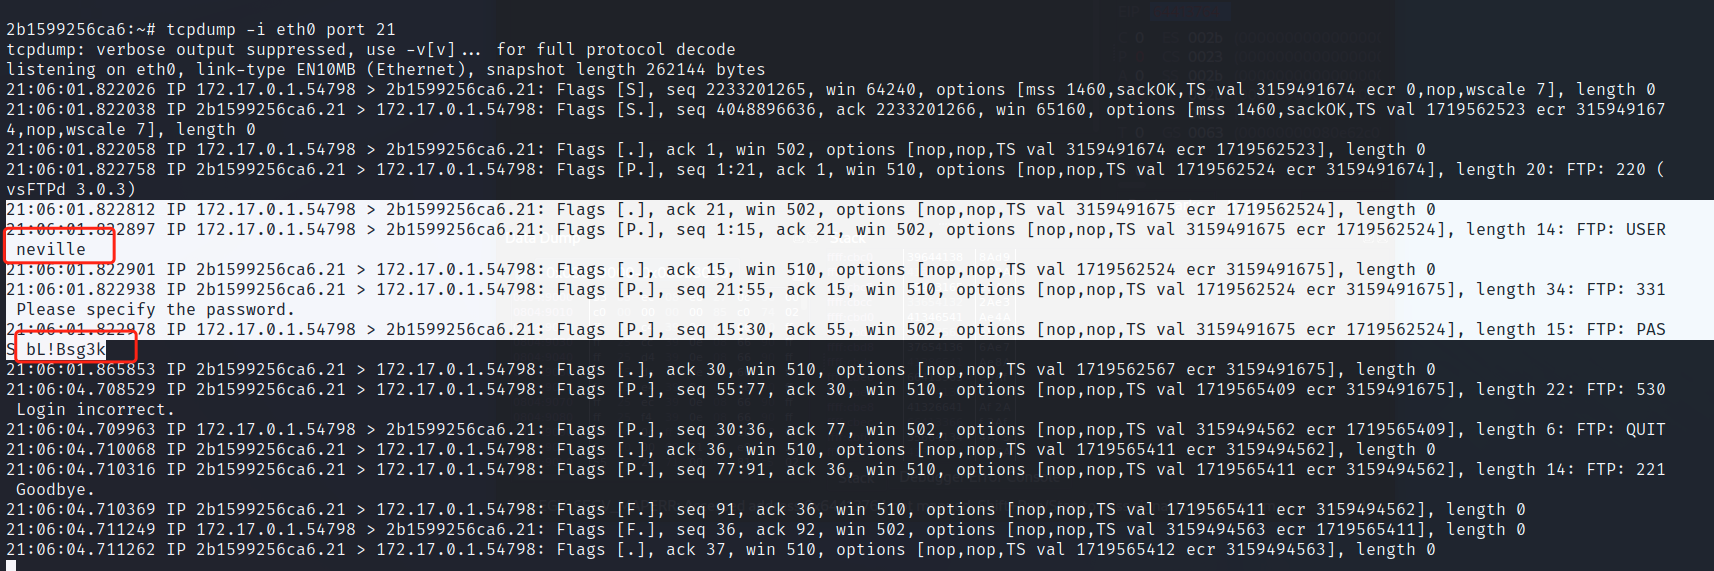 2b1599256ca6:~# tcpdump -i eth0 port 21
tcpdump: verbose output suppressed, use -v[v]... for full protocol decode
listening on eth0, link-type EN10MB (Ethernet), snapshot length 262144 bytes
21:06:01.822026 IP 172.17.0.1.54798 > 2b1599256ca6.21: Flags [S], seq 2233201265, win 64240, options [mss 1460,sackOK,TS val 3159491674 ecr 0,nop,wscale 7], length 0
21:06:01.822038 IP 2b1599256ca6.21 > 172.17.0.1.54798: Flags [S.], seq 4048896636, ack 2233201266, win 65160, options [mss 1460,sackOK,TS val 1719562523 ecr 315949167
4,nop,wscale 7], length 0
21:06:01.822058 IP 172.17.0.1.54798 > 2b1599256ca6.21: Flags [.], ack 1, win 502, options [nop,nop,TS val 3159491674 ecr 1719562523], length 0
21:06:01.822758 IP 2b1599256ca6.21 > 172.17.0.1.54798: Flags [P.], seq 1:21, ack 1, win 510, options [nop,nop,TS val 1719562524 ecr 3159491674], length 20: FTP: 220 (
vsFTPd 3.0.3)
21:06:01.822812 IP 172.17.0.1.54798 > 2b1599256ca6.21: Flags [.], ack 21, win 502, options [nop,nop,TS val 3159491675 ecr 1719562524], length 0
21:06:01.822897 IP 172.17.0.1.54798 > 2b1599256ca6.21: Flags [P.], seq 1:15, ack 21, win 502, options [nop,nop,TS val 3159491675 ecr 1719562524], length 14: FTP: USER
neville
21:06:01.822901 IP 2b1599256ca6.21 > 172.17.0.1.54798: Flags [.], ack 15, win 510, options [nop,nop,TS val 1719562524 ecr 3159491675], length 0
21:06:01.822938 IP 2b1599256ca6.21 > 172.17.0.1.54798: Flags [P.], seq 21:55, ack 15, win 510, options [nop,nop,TS val 1719562524 ecr 3159491675], length 34: FTP: 331
Please specify the password.
21:06:01.822978 IP 172.17.0.1.54798 > 2b1599256ca6.21: Flags [P.], seq 15:30, ack 55, win 502, options [nop,nop,TS val 3159491675 ecr 1719562524], length 15: FTP: PAS
S bL!Bsg3k
21:06:01.865853 IP 2b1599256ca6.21 > 172.17.0.1.54798: Flags [.], ack 30, win 510, options [nop,nop,TS val 1719562567 ecr 3159491675], length 0
21:06:04.708529 IP 2b1599256ca6.21 > 172.17.0.1.54798: Flags [P.], seq 55:77, ack 30, win 510, options [nop,nop,TS val 1719565409 ecr 3159491675], length 22: FTP: 530
Login incorrect.
21:06:04.709963 IP 172.17.0.1.54798 > 2b1599256ca6.21: Flags [P.], seq 30:36, ack 77, win 502, options [nop,nop,TS val 3159494562 ecr 1719565409], length 6: FTP: QUIT
21:06:04.710068 IP 2b1599256ca6.21 > 172.17.0.1.54798: Flags [.], ack 36, win 510, options [nop,nop,TS val 1719565411 ecr 3159494562], length 0
21:06:04.710316 IP 2b1599256ca6.21 > 172.17.0.1.54798: Flags [P.], seq 77:91, ack 36, win 510, options [nop,nop,TS val 1719565411 ecr 3159494562], length 14: FTP: 221
Goodbye.
21:06:04.710369 IP 2b1599256ca6.21 > 172.17.0.1.54798: Flags [F.], seq 91, ack 36, win 510, options [nop,nop,TS val 1719565411 ecr 3159494562], length 0
21:06:04.711249 IP 172.17.0.1.54798 > 2b1599256ca6.21: Flags [F.], seq 36, ack 92, win 502, options [nop,nop,TS val 3159494563 ecr 1719565411], length 0
21:06:04.711262 IP 2b1599256ca6.21 > 172.17.0.1.54798: Flags [.], ack 37, win 510, options [nop,nop,TS val 1719565412 ecr 3159494563], length 0